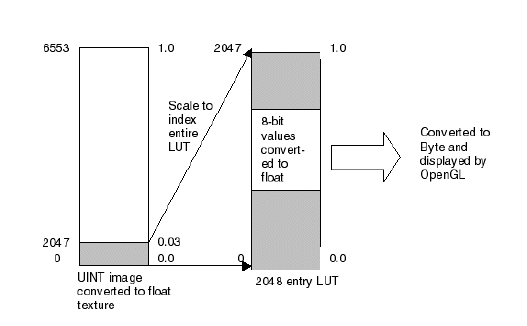 6553
1.0
2047
1.0
Scale to
index
entire
LUT
8-bit
values
convert-
ed to
float
Converted to
Byte and
displayed by
OpenGL
2047
0.03
0
0.0
0
0.0
UINT image
converted to float
texture
2048 entry LUT